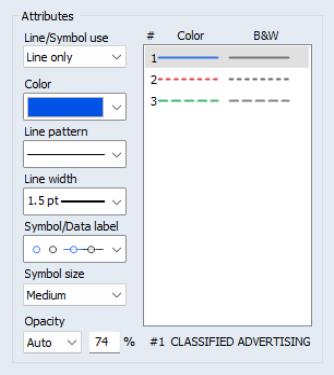 Attributes
Line/Symbol use
Line only
Color
Line pattern
Line width
1.5 pt
Symbol/Data label
Symbol size
Medium
Opacity
Auto 74 %
# Color B&W
1
2
3
#1 CLASSIFIED ADVERTISING